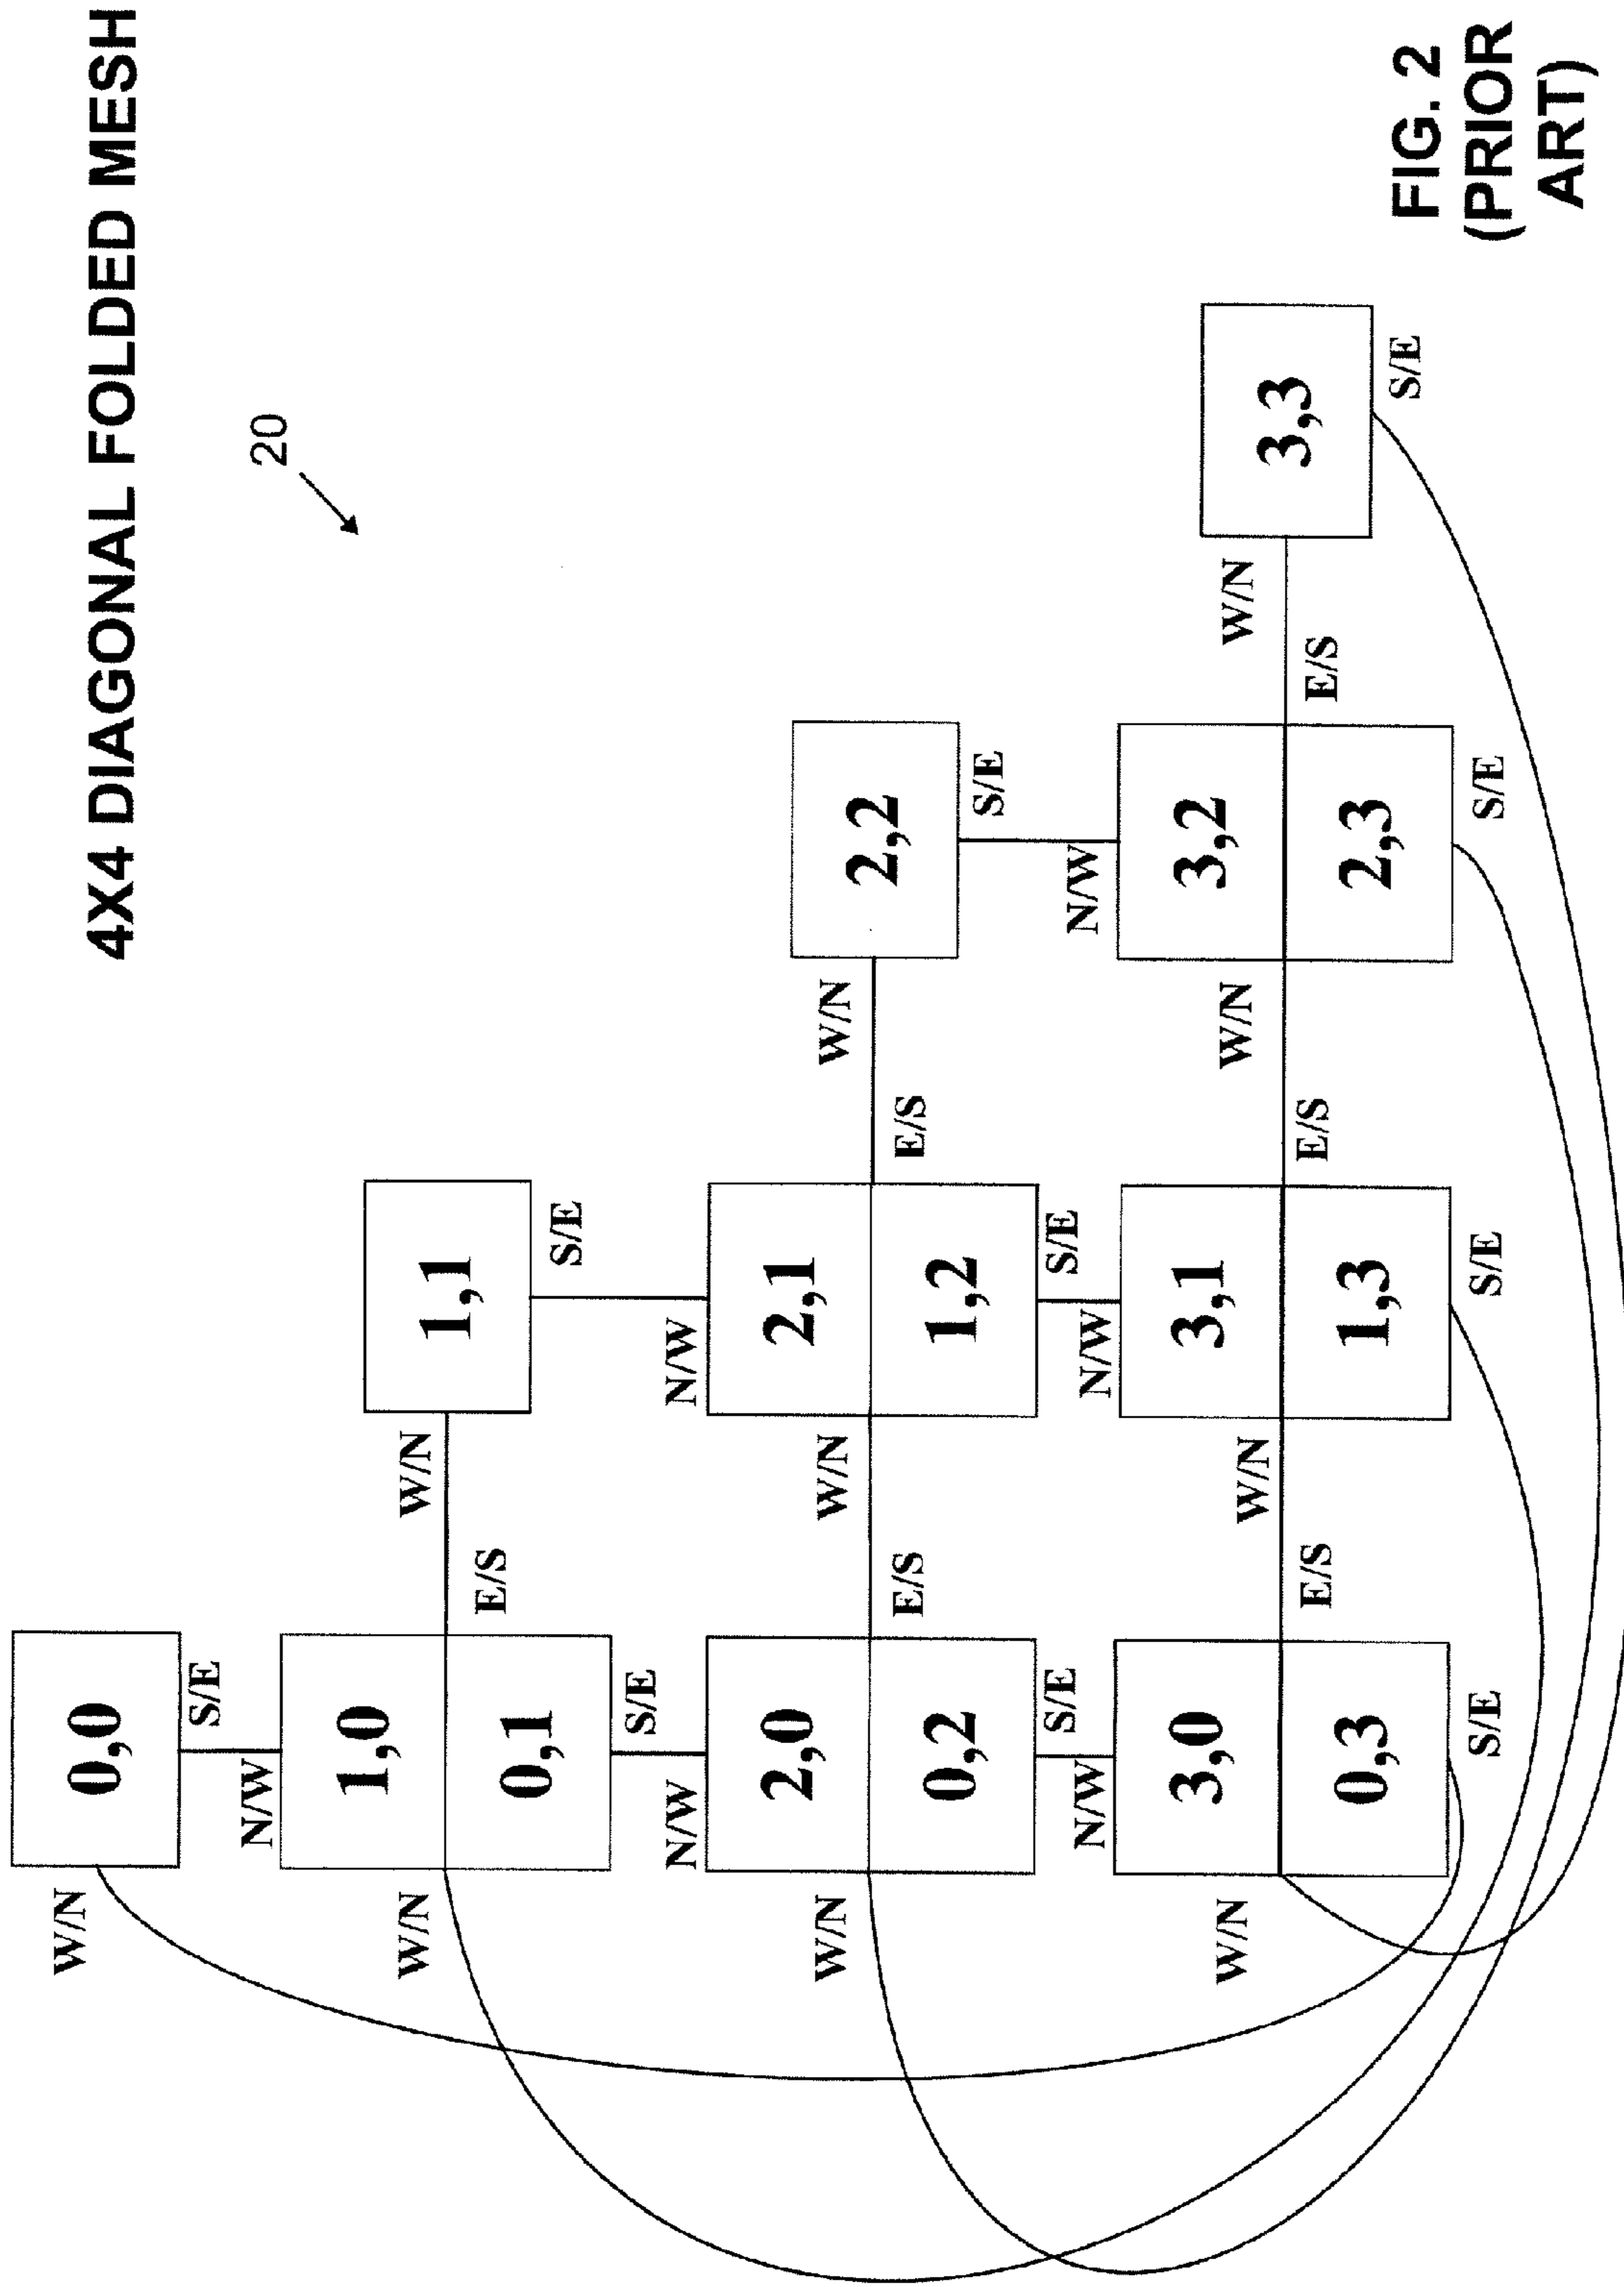 4X4 DIAGONAL FOLDED MESH
W/N 0,0
S/E
N/W
20
1,0
W/N W/N
1,1
E/S
0,1
S/E
S/E
N/W N/W
2,0 2,1
W/N W/N W/N
2,2
E/S E/S
0,2 1,2
S/E
S/E S/E
N/W N/W N/W
3,0 3,1 3,2
W/N W/N W/N W/N
3,3
E/S E/S E/S
0,3 1,3 2,3
S/E
S/E S/E S/E
FIG. 2
(PRIOR
ART)